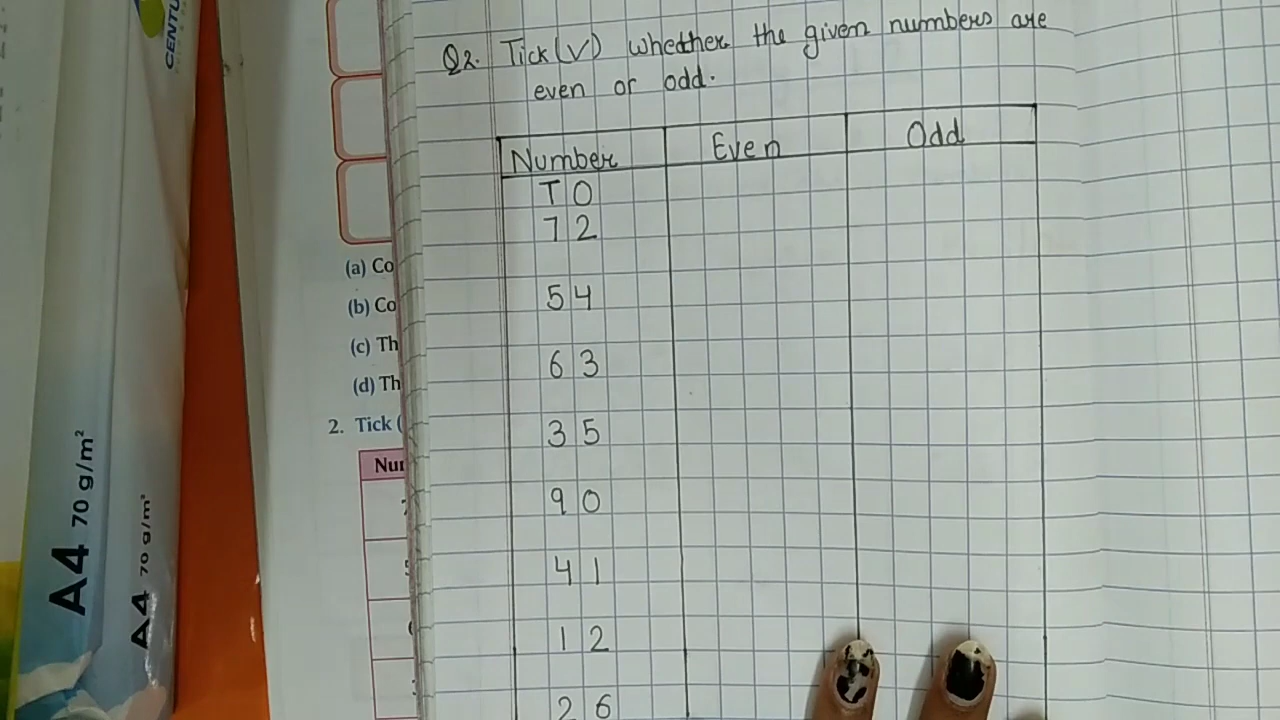 CENTU
A4 70 g/m²
A4 70 g/m²
(a) Co
(b) Co
(c) Th
(d) Th
2. Tick (
Nu
Q2. Tick(V) whether the given numbers are
even or odd.
Number Even Odd
T O
7 2
5 4
6 3
3 5
9 0
4 1
1 2
2 6